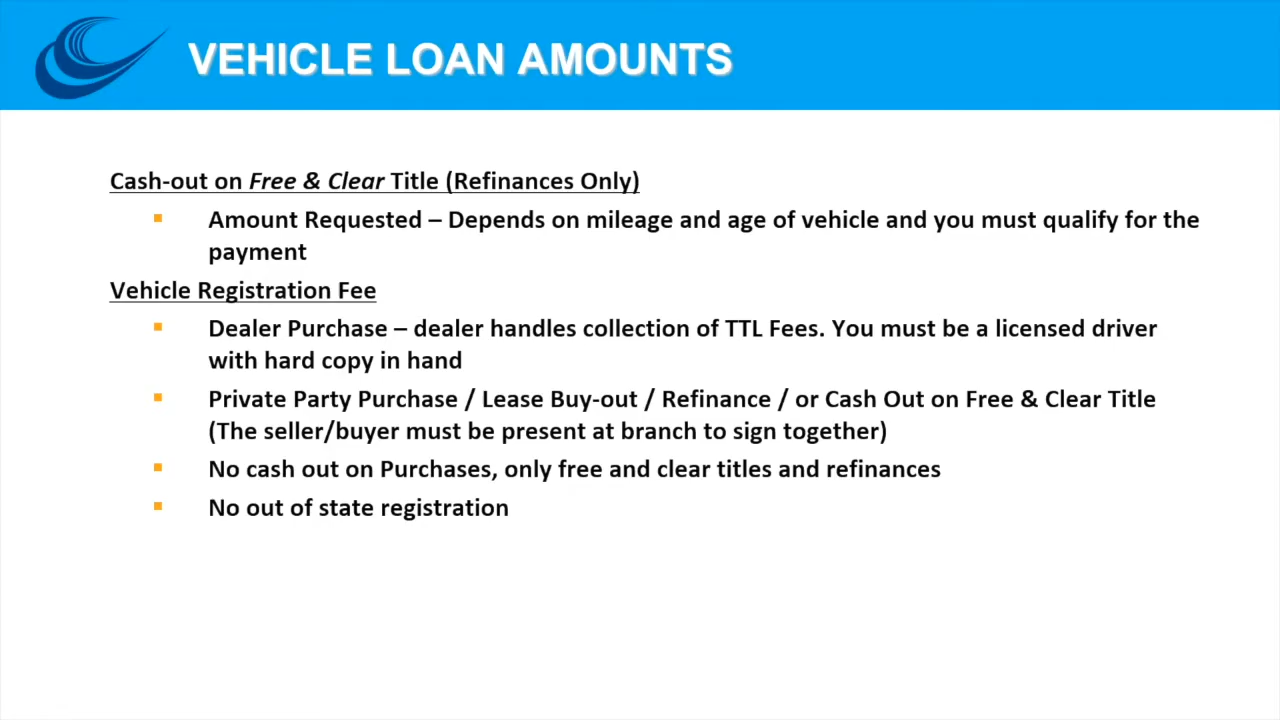 VEHICLE LOAN AMOUNTS
Cash-out on Free & Clear Title (Refinances Only)
▪ Amount Requested – Depends on mileage and age of vehicle and you must qualify for the
payment
Vehicle Registration Fee
▪ Dealer Purchase – dealer handles collection of TTL Fees. You must be a licensed driver
with hard copy in hand
▪ Private Party Purchase / Lease Buy-out / Refinance / or Cash Out on Free & Clear Title
(The seller/buyer must be present at branch to sign together)
▪ No cash out on Purchases, only free and clear titles and refinances
▪ No out of state registration